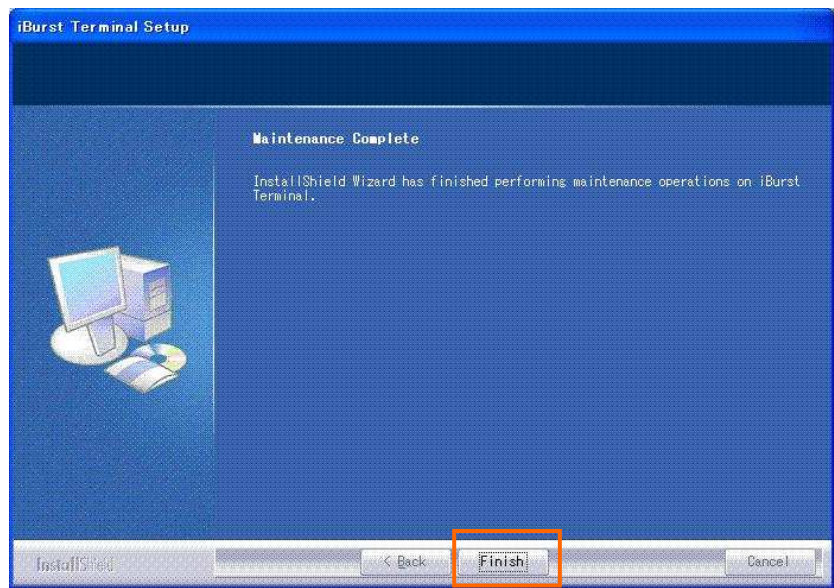 iBurst Terminal Setup
Maintenance Complete
InstallShield Wizard has finished performing maintenance operations on iBurst
Terminal.
InstallShield
< Back
Finish
Cancel